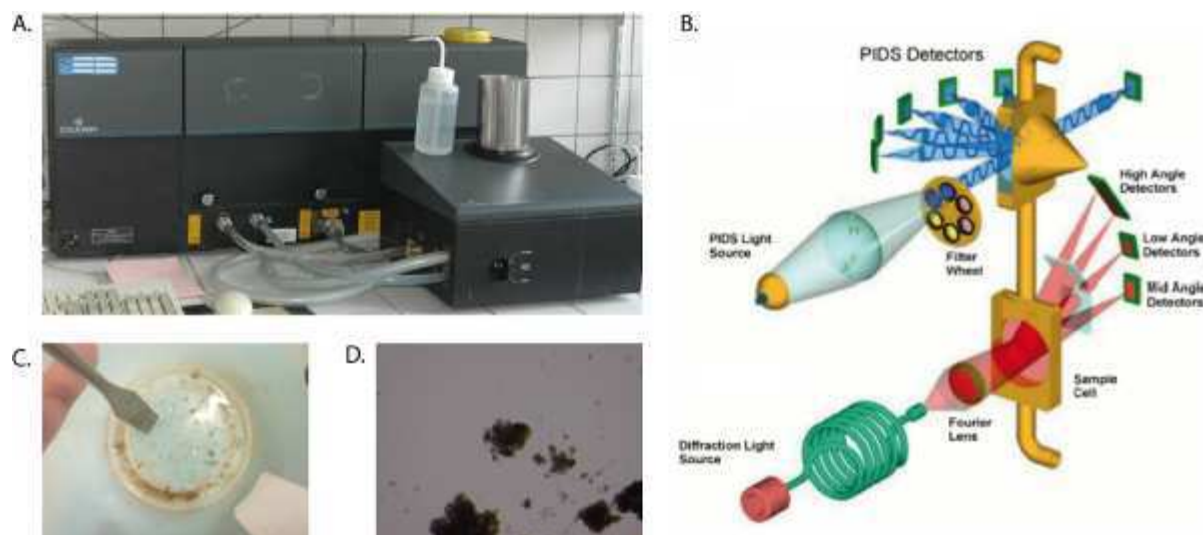 A.
B.
PIDS Detectors
High Angle
Detectors
Low Angle
Detectors
Mid Angle
Detectors
PIDS Light
Source
Filter
Wheel
Sample
Cell
Fourier
Lens
Diffraction Light
Source
C.
D.